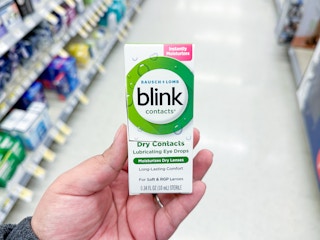 Instantly
Moisturizes
BAUSCH + LOMB
blink
contacts®
Dry Contacts
Lubricating Eye Drops
Moisturizes Dry Lenses
Long-Lasting Comfort
For Soft & RGP Lenses